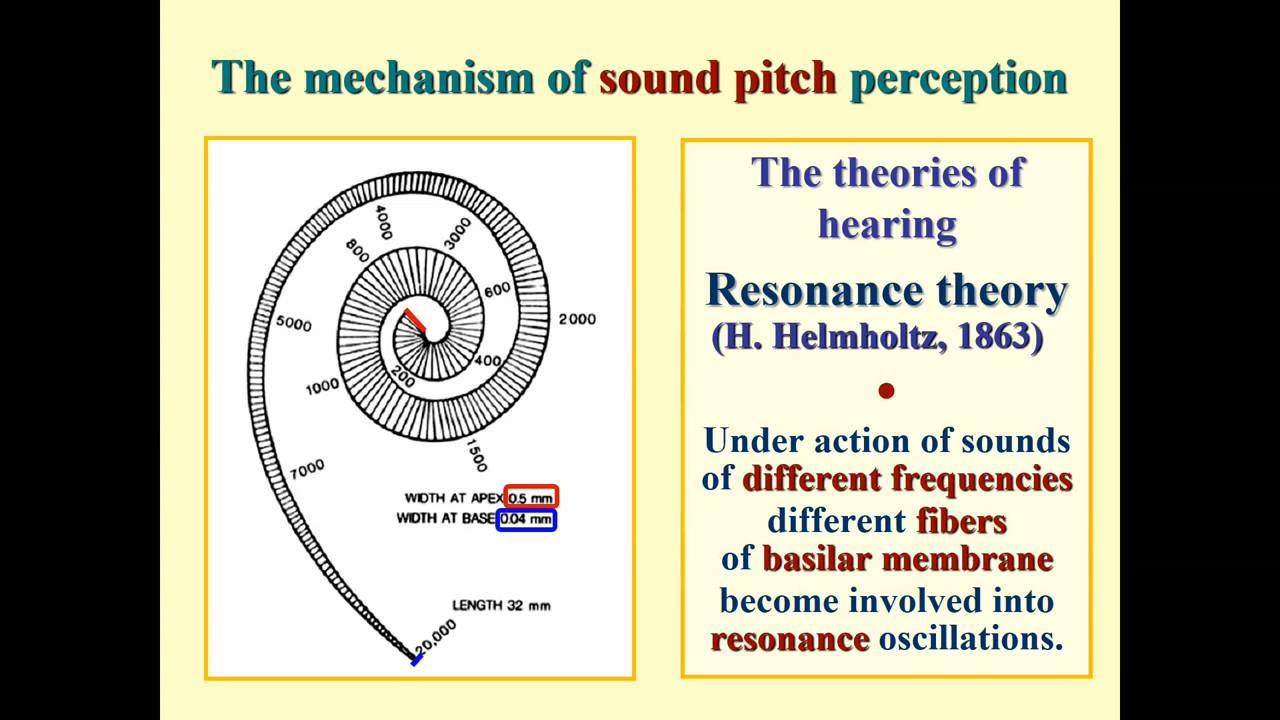 The mechanism of sound pitch perception
4000
3000
800
600
5000
2000
400
200
1000
1500
7000
WIDTH AT APEX 0.5 mm
WIDTH AT BASE 0.04 mm
LENGTH 32 mm
20,000
The theories of
hearing
Resonance theory
(H. Helmholtz, 1863)
Under action of sounds
of different frequencies
different fibers
of basilar membrane
become involved into
resonance oscillations.